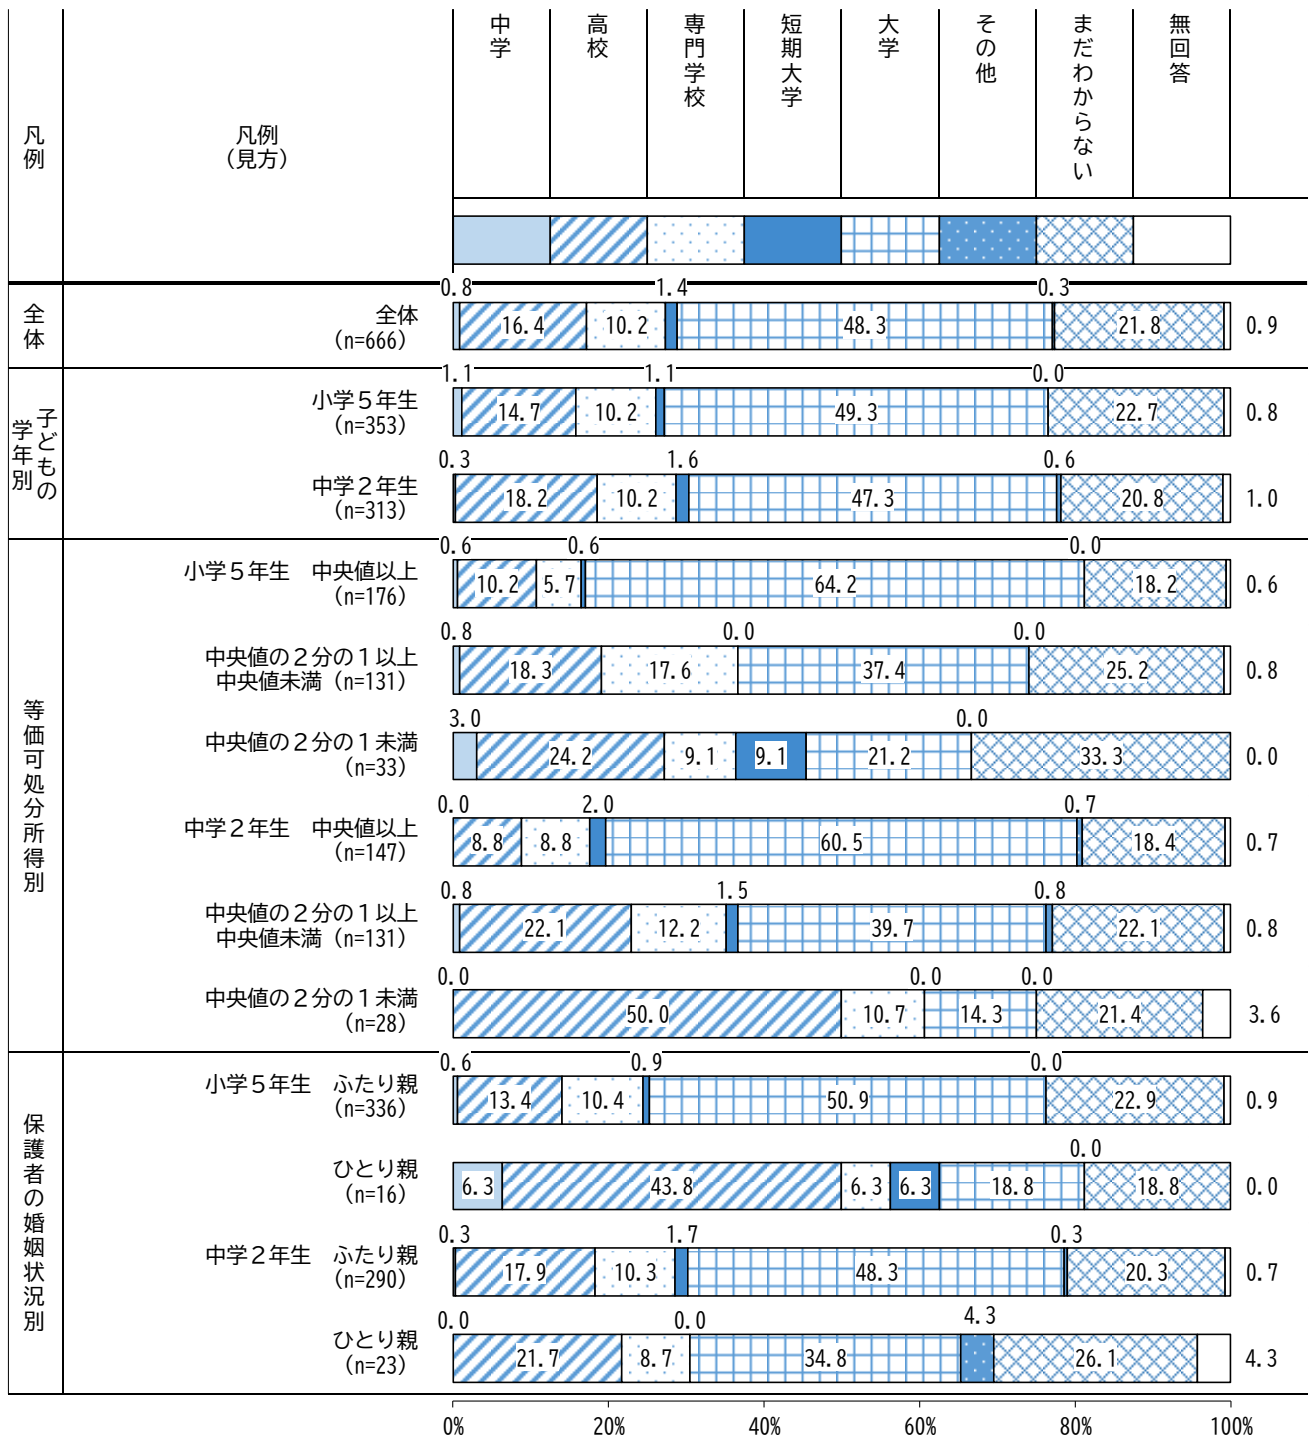 凡例
凡例
（見方）
中学
高校
専門学校
短期大学
大学
その他
まだわからない
無回答
全体
全体
(n=666)
0.8
16.4
10.2
1.4
48.3
0.3
21.8
0.9
子どもの
学年別
小学５年生
(n=353)
1.1
14.7
10.2
1.1
49.3
0.0
22.7
0.8
中学２年生
(n=313)
0.3
18.2
10.2
1.6
47.3
0.6
20.8
1.0
等価可処分所得別
小学５年生　中央値以上
(n=176)
0.6
10.2
5.7
0.6
64.2
0.0
18.2
0.6
中央値の２分の１以上
中央値未満 (n=131)
0.8
18.3
17.6
0.0
37.4
0.0
25.2
0.8
中央値の２分の１未満
(n=33)
3.0
24.2
9.1
9.1
21.2
0.0
33.3
0.0
中学２年生　中央値以上
(n=147)
0.0
8.8
8.8
2.0
60.5
0.7
18.4
0.7
中央値の２分の１以上
中央値未満 (n=131)
0.8
22.1
12.2
1.5
39.7
0.8
22.1
0.8
中央値の２分の１未満
(n=28)
0.0
50.0
10.7
0.0
14.3
0.0
21.4
3.6
保護者の婚姻状況別
小学５年生　ふたり親
(n=336)
0.6
13.4
10.4
0.9
50.9
0.0
22.9
0.9
ひとり親
(n=16)
6.3
43.8
6.3
6.3
18.8
0.0
18.8
0.0
中学２年生　ふたり親
(n=290)
0.3
17.9
10.3
1.7
48.3
0.3
20.3
0.7
ひとり親
(n=23)
0.0
21.7
8.7
0.0
34.8
4.3
26.1
4.3
0%
20%
40%
60%
80%
100%